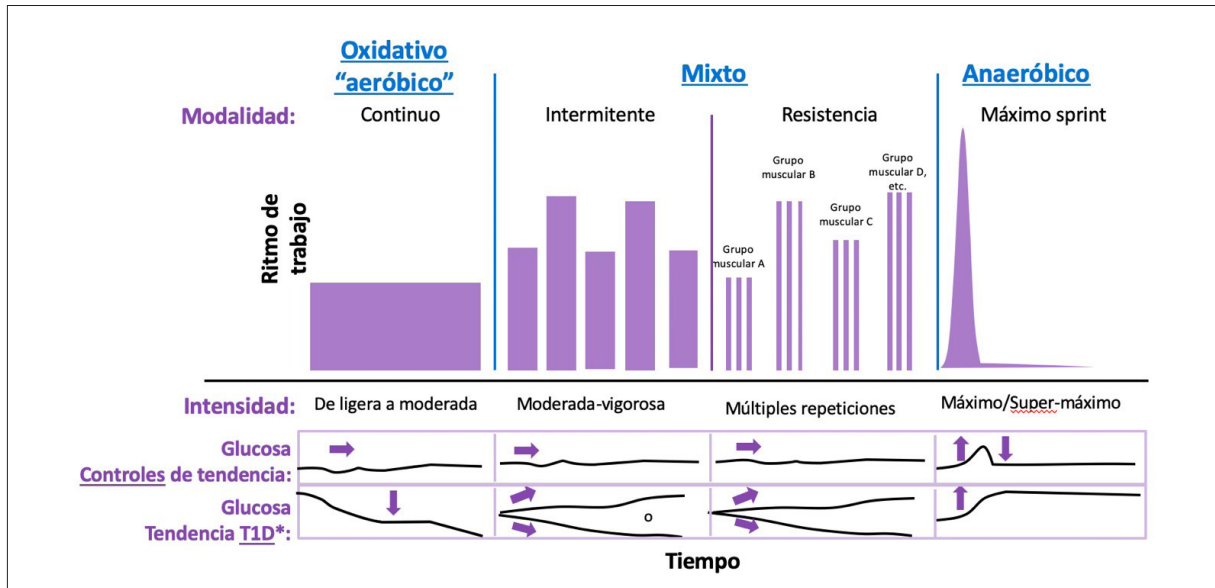 Oxidativo
“aeróbico”
Mixto
Anaeróbico
Modalidad:
Continuo
Intermitente
Resistencia
Máximo sprint
Ritmo de
trabajo
Grupo
muscular A
Grupo
muscular B
Grupo
muscular C
Grupo
muscular D,
etc.
Intensidad:
De ligera a moderada
Moderada-vigorosa
Múltiples repeticiones
Máximo/Super-máximo
Glucosa
Controles de tendencia:
Glucosa
Tendencia T1D*:
o
Tiempo